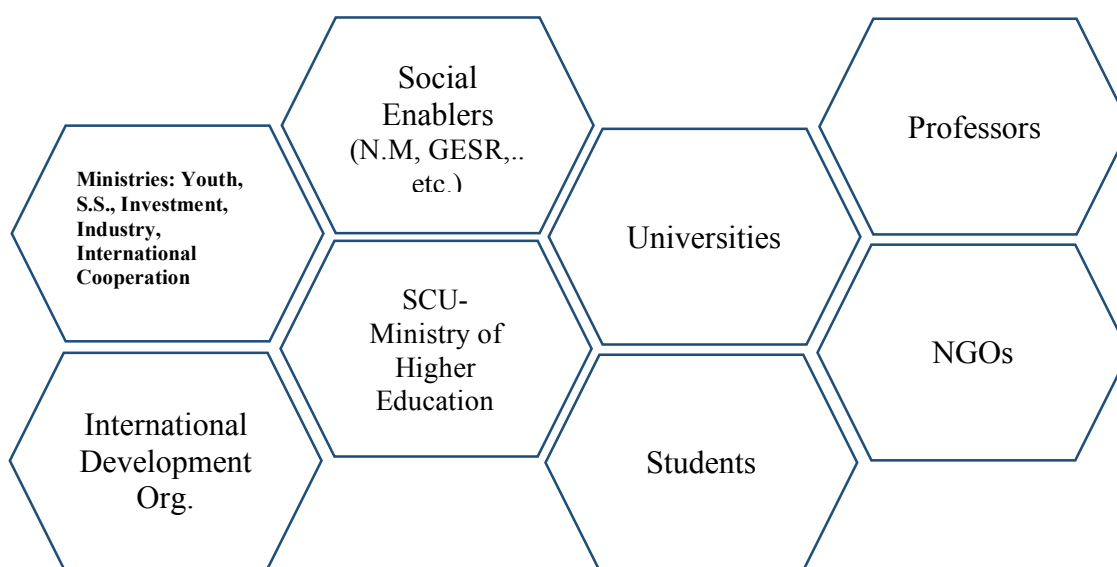 Social
Enablers
(N.M, GESR,..
etc.)
Professors
Ministries: Youth,
S.S., Investment,
Industry,
International
Cooperation
Universities
SCU-
Ministry of
Higher
Education
NGOs
International
Development
Org.
Students